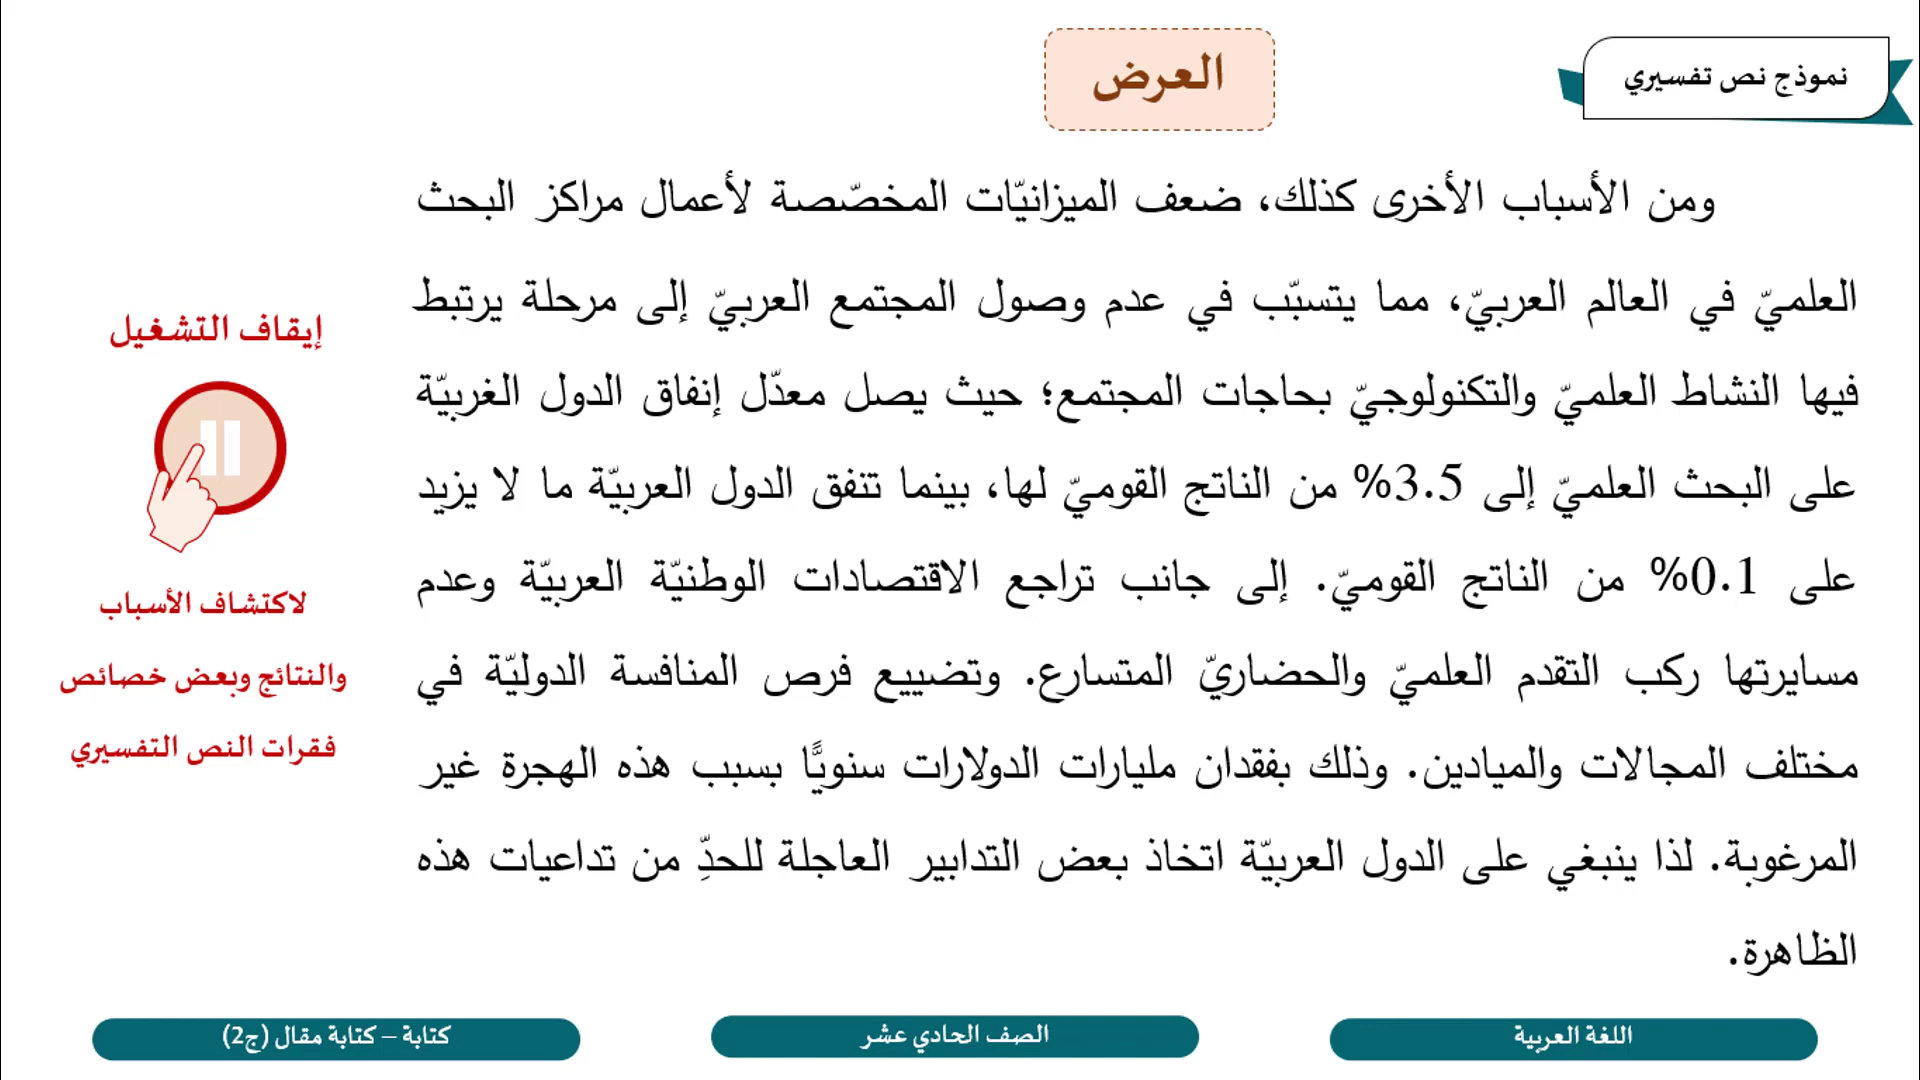 نموذج نص تفسيري
العرض
ومن الأسباب الأخرى كذلك، ضعف الميزانيّات المخصّصة لأعمال مراكز البحث
العلميّ في العالم العربيّ، مما يتسبّب في عدم وصول المجتمع العربيّ إلى مرحلة يرتبط
فيها النشاط العلميّ والتكنولوجيّ بحاجات المجتمع؛ حيث يصل معدّل إنفاق الدول الغربيّة
على البحث العلميّ إلى 3.5% من الناتج القوميّ لها، بينما تنفق الدول العربيّة ما لا يزيد
على 0.1% من الناتج القوميّ. إلى جانب تراجع الاقتصادات الوطنيّة العربيّة وعدم
مسايرتها ركب التقدم العلميّ والحضاريّ المتسارع. وتضييع فرص المنافسة الدوليّة في
مختلف المجالات والميادين. وذلك بفقدان مليارات الدولارات سنويًّا بسبب هذه الهجرة غير
المرغوبة. لذا ينبغي على الدول العربيّة اتخاذ بعض التدابير العاجلة للحدِّ من تداعيات هذه
الظاهرة.
إيقاف التشغيل
لاكتشاف الأسباب
والنتائج وبعض خصائص
فقرات النص التفسيري
اللغة العربية
الصف الحادي عشر
كتابة – كتابة مقال (ج2)